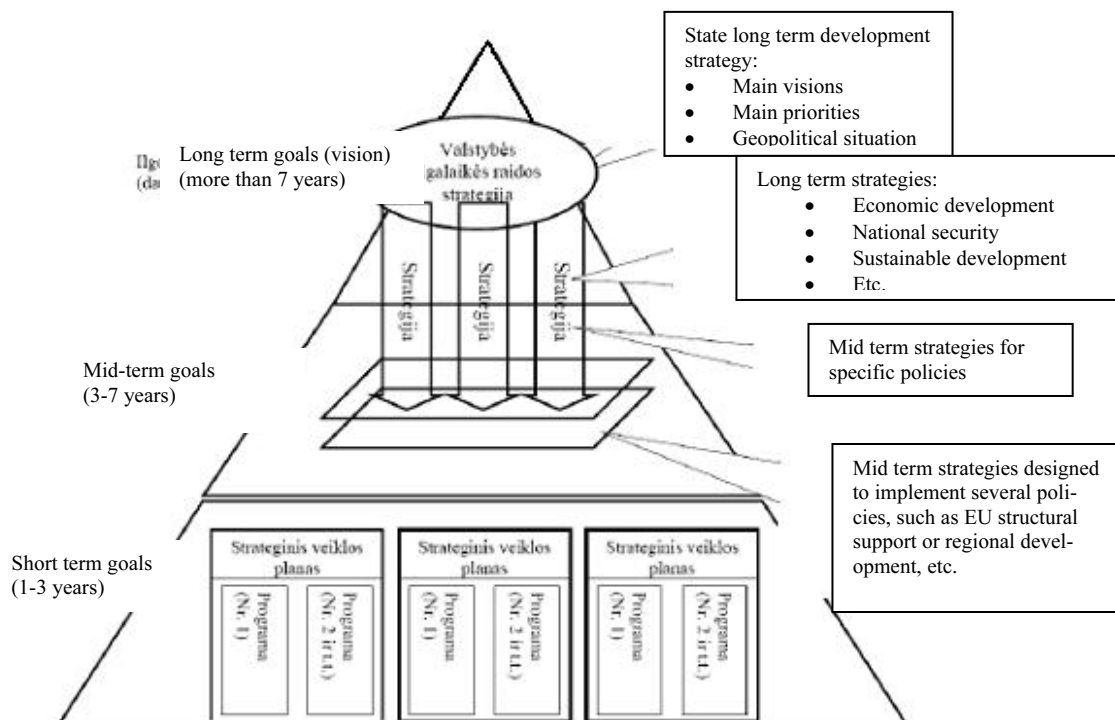 State long term development
strategy:
• Main visions
• Main priorities
• Geopolitical situation
Long term goals (vision)
(more than 7 years)
Valstybės
galaikės raidos
strategija
Long term strategies:
• Economic development
• National security
• Sustainable development
• Etc.
Strategija
Strategija
Strategija
Mid-term goals
(3-7 years)
Mid term strategies for
specific policies
Mid term strategies designed
to implement several poli-
cies, such as EU structural
support or regional devel-
opment, etc.
Short term goals
(1-3 years)
Strateginis veiklos
planas
Programa
(Nr. 1)
Programa
(Nr. 2 ir t.t.)
Strateginis veiklos
planas
Programa
(Nr. 1)
Programa
(Nr. 2 ir t.t.)
Strateginis veiklos
planas
Programa
(Nr. 1)
Programa
(Nr. 2 ir t.t.)